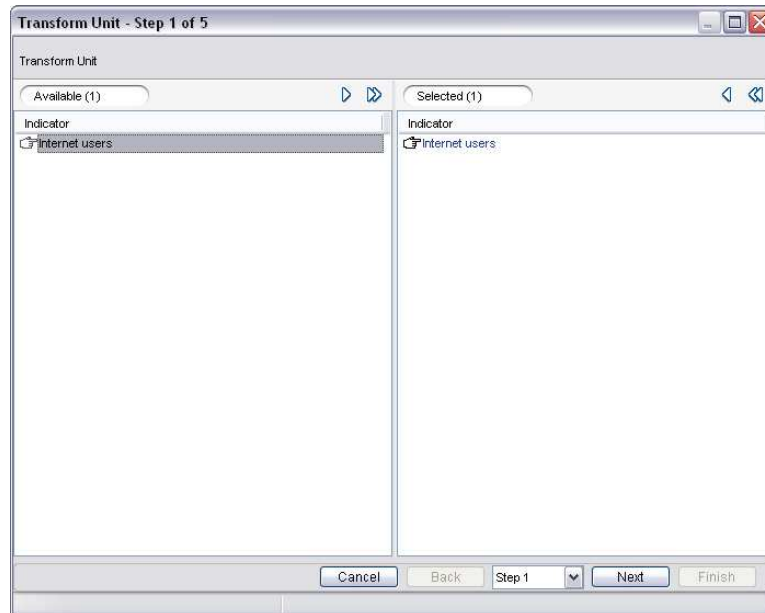 Transform Unit - Step 1 of 5
Transform Unit
Available (1)
Selected (1)
Indicator
Indicator
Internet users
Internet users
Cancel
Back
Step 1
Next
Finish